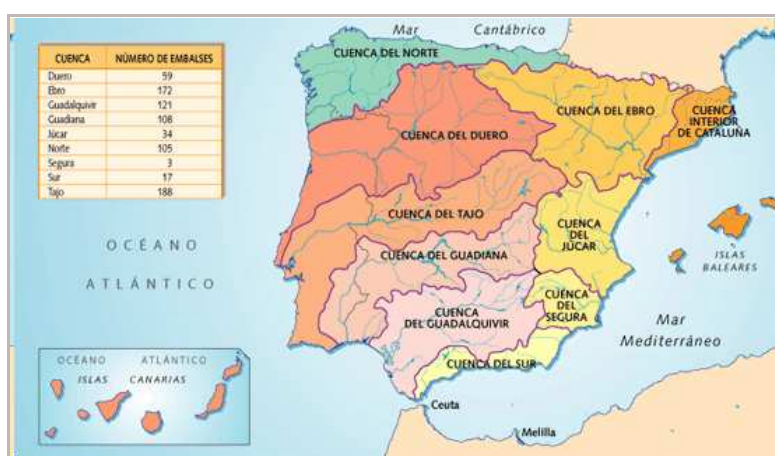 Mar Cantábrico
CUENCA NÚMERO DE EMBALSES
Duero 59
Ebro 172
Guadalquivir 121
Guadiana 108
Júcar 34
Norte 105
Segura 3
Sur 17
Tajo 188
CUENCA DEL NORTE
CUENCA DEL DUERO
CUENCA DEL EBRO
CUENCA
INTERIOR
DE CATALUÑA
CUENCA DEL TAJO
CUENCA
DEL
JÚCAR
ISLAS
BALEARES
OCÉANO
ATLÁNTICO
CUENCA DEL GUADIANA
CUENCA
DEL GUADALQUIVIR
CUENCA
DEL
SEGURA
Mar
Mediterráneo
CUENCA DEL SUR
Ceuta
Melilla
OCÉANO ATLÁNTICO
ISLAS CANARIAS